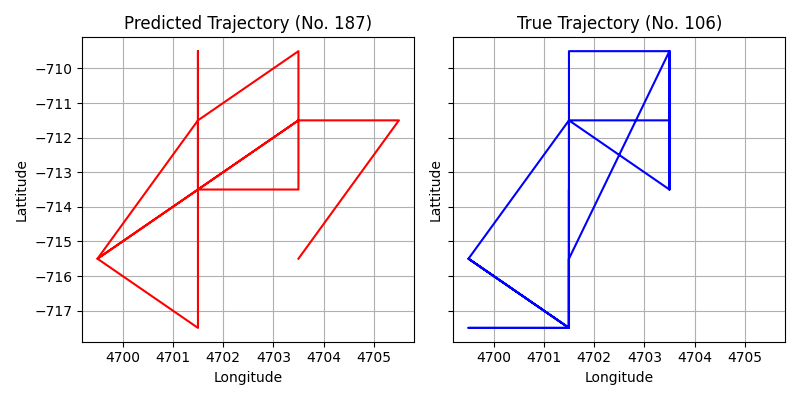 Predicted Trajectory (No. 187)
True Trajectory (No. 106)
−710
−711
−712
−713
−714
−715
−716
−717
Lattitude
Lattitude
4700 4701 4702 4703 4704 4705
4700 4701 4702 4703 4704 4705
Longitude
Longitude